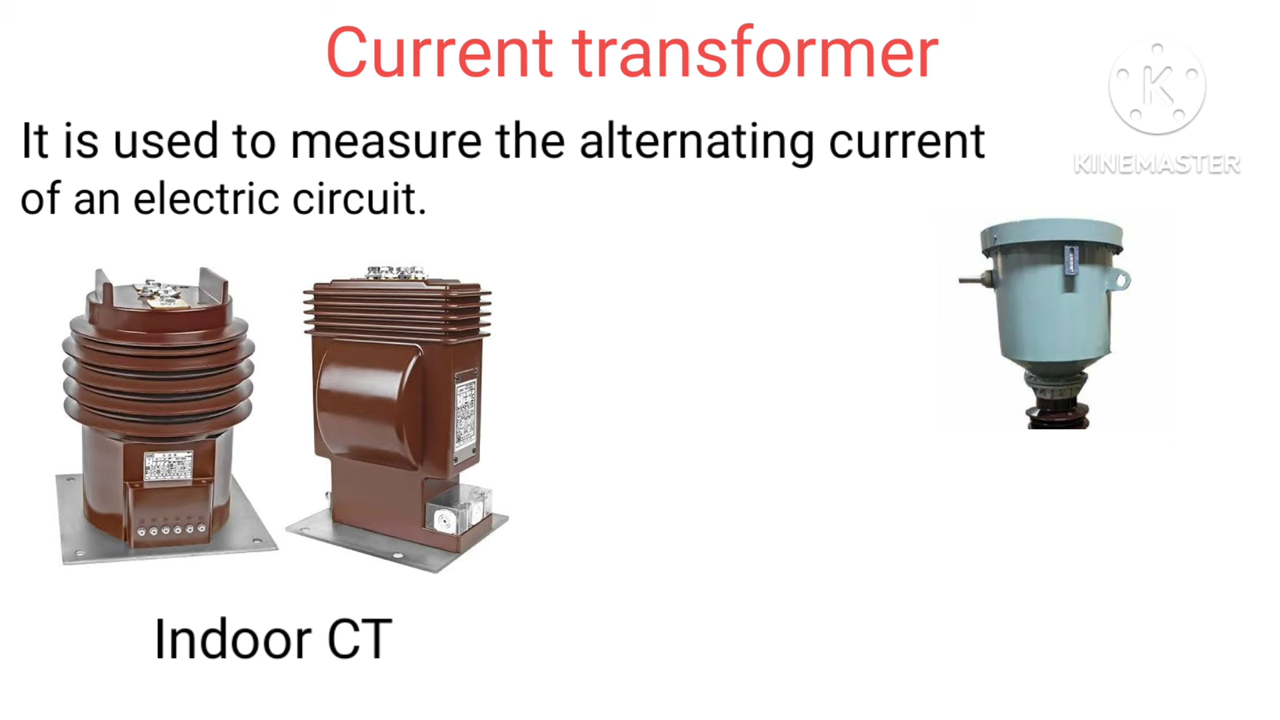 Current transformer
It is used to measure the alternating current
of an electric circuit.
K
KINEMASTER
Indoor CT